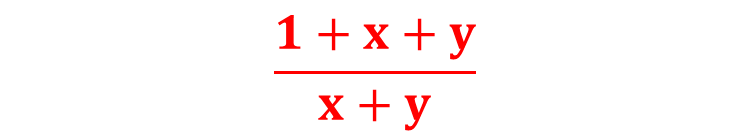 1 + x + y
x + y